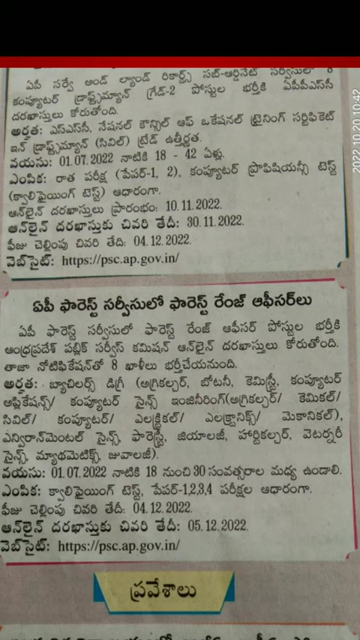 ఏపీ సర్వే అండ్ ల్యాండ్ రికార్డ్స్ సబ్-ఆర్డినేట్ సర్వీసులో 8
కంప్యూటర్ డ్రాఫ్ట్స్‌మ్యాన్ గ్రేడ్-2 పోస్టుల భర్తీకి ఏపీపీఎస్సీ
దరఖాస్తులు కోరుతోంది.
అర్హత: ఎస్ఎస్‌సీ, నేషనల్ కౌన్సిల్ ఆఫ్ ఒకేషనల్ ట్రైనింగ్ సర్టిఫికెట్
ఇన్ డ్రాఫ్ట్స్‌మ్యాన్ (సివిల్) ట్రేడ్ ఉత్తీర్ణత.
వయసు: 01.07.2022 నాటికి 18 - 42 ఏళ్లు.
ఎంపిక: రాత పరీక్ష (పేపర్-1, 2), కంప్యూటర్ ప్రొఫిషియన్సీ టెస్ట్
(క్వాలిఫైయింగ్ టెస్ట్) ఆధారంగా.
ఆన్‌లైన్ దరఖాస్తులు ప్రారంభం: 10.11.2022.
ఆన్‌లైన్ దరఖాస్తుకు చివరి తేదీ: 30.11.2022.
ఫీజు చెల్లింపు చివరి తేది: 04.12.2022.
వెబ్‌సైట్: https://psc.ap.gov.in/
ఏపీ ఫారెస్ట్ సర్వీసులో ఫారెస్ట్ రేంజ్ ఆఫీసర్‌లు
ఏపీ ఫారెస్ట్ సర్వీసులో ఫారెస్ట్ రేంజ్ ఆఫీసర్ పోస్టుల భర్తీకి
ఆంధ్రప్రదేశ్ పబ్లిక్ సర్వీస్ కమిషన్ ఆన్‌లైన్ దరఖాస్తులు కోరుతోంది.
తాజా నోటిఫికేషన్‌తో 8 ఖాళీలు భర్తీచేయనుంది.
అర్హత: బ్యాచిలర్స్ డిగ్రీ (అగ్రికల్చర్, బోటనీ, కెమిస్ట్రీ, కంప్యూటర్
అప్లికేషన్స్/ కంప్యూటర్ సైన్స్ ఇంజినీరింగ్(అగ్రికల్చర్/ కెమికల్/
సివిల్/ కంప్యూటర్/ ఎలక్ట్రికల్/ ఎలక్ట్రానిక్స్/ మెకానికల్),
ఎన్విరాన్‌మెంటల్ సైన్స్, ఫారెస్ట్రీ, జియాలజీ, హార్టికల్చర్, వెటర్నరీ
సైన్స్, మ్యాథమెటిక్స్, జువాలజీ).
వయసు: 01.07.2022 నాటికి 18 నుంచి 30 సంవత్సరాల మధ్య ఉండాలి.
ఎంపిక: క్వాలిఫైయింగ్ టెస్ట్, పేపర్-1,2,3,4 పరీక్షల ఆధారంగా.
ఫీజు చెల్లింపు చివరి తేది: 04.12.2022.
ఆన్‌లైన్ దరఖాస్తుకు చివరి తేది: 05.12.2022.
వెబ్‌సైట్: https://psc.ap.gov.in/
ప్రవేశాలు